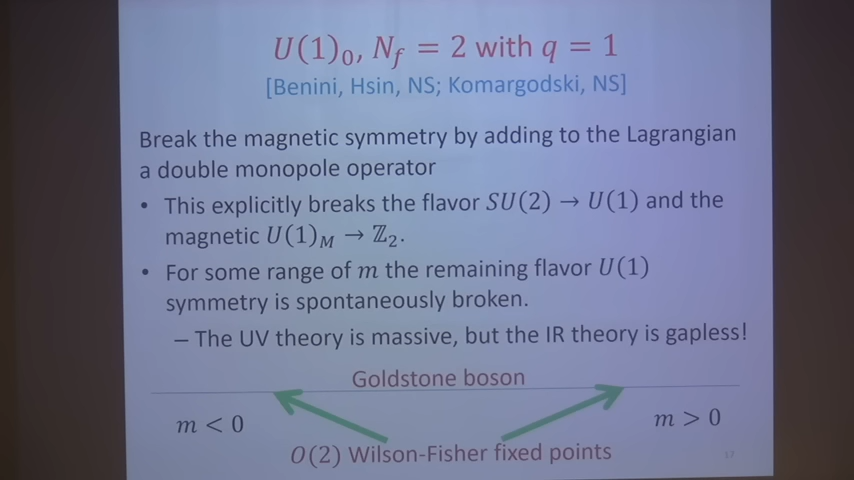 U(1)₀, N_f = 2 with q = 1
[Benini, Hsin, NS; Komargodski, NS]
Break the magnetic symmetry by adding to the Lagrangian
a double monopole operator
• This explicitly breaks the flavor SU(2) → U(1) and the
magnetic U(1)_M → ℤ₂.
• For some range of m the remaining flavor U(1)
symmetry is spontaneously broken.
– The UV theory is massive, but the IR theory is gapless!
Goldstone boson
m < 0
m > 0
O(2) Wilson-Fisher fixed points
17